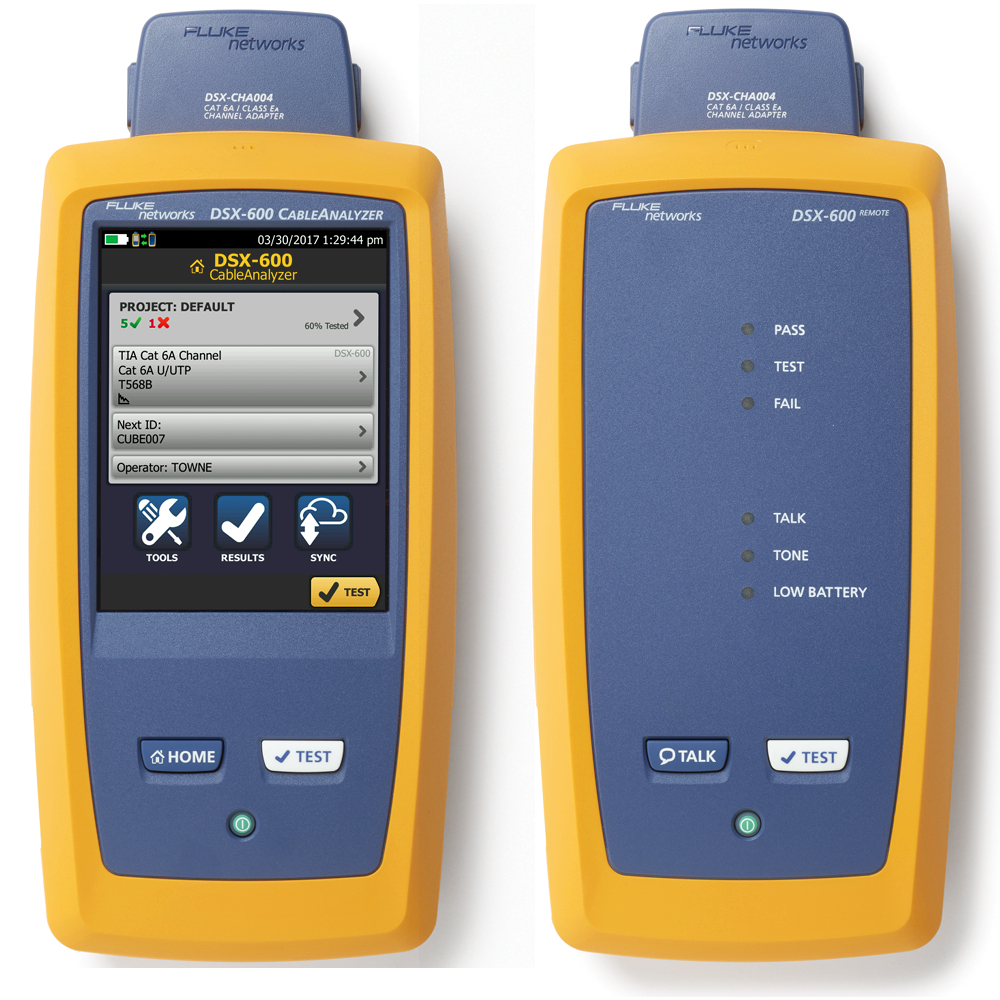 FLUKE
networks
DSX-CHA004
CAT 6A / CLASS EA
CHANNEL ADAPTER
FLUKE
networks
DSX-600 CABLEANALYZER
03/30/2017 1:29:44 pm
DSX-600
CableAnalyzer
PROJECT: DEFAULT
5 1
60% Tested
TIA Cat 6A Channel
DSX-600
Cat 6A U/UTP
T568B
Next ID:
CUBE007
Operator: TOWNE
TOOLS RESULTS SYNC
TEST
HOME TEST
FLUKE
networks
DSX-CHA004
CAT 6A / CLASS EA
CHANNEL ADAPTER
FLUKE
networks
DSX-600 REMOTE
PASS
TEST
FAIL
TALK
TONE
LOW BATTERY
TALK TEST